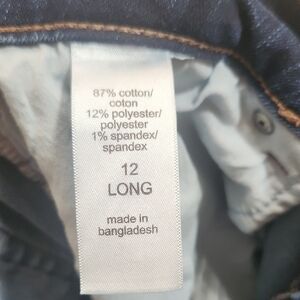 87% cotton/
coton
12% polyester/
polyester
1% spandex/
spandex
12
LONG
made in
bangladesh